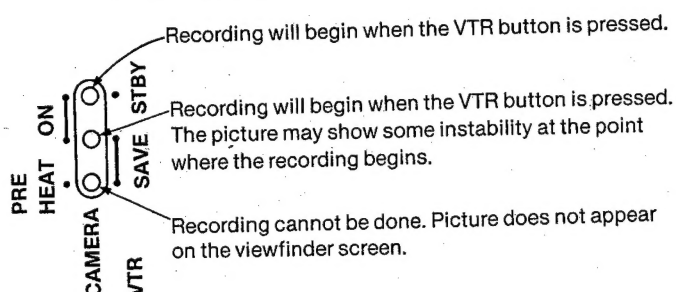 Recording will begin when the VTR button is pressed.
Recording will begin when the VTR button is pressed.
The picture may show some instability at the point
where the recording begins.
Recording cannot be done. Picture does not appear
on the viewfinder screen.
PRE
HEAT ON
SAVE STBY
CAMERA
VTR